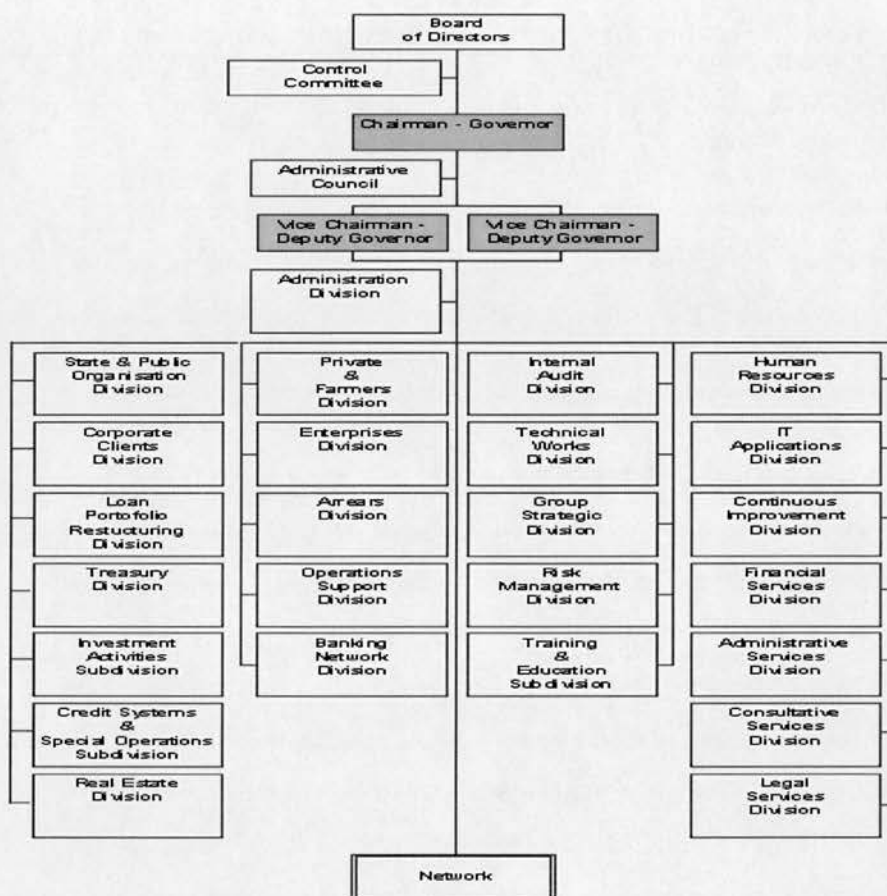 Board
of Directors
Control
Committee
Chairman - Governor
Administrative
Council
Vice Chairman -
Deputy Governor
Vice Chairman -
Deputy Governor
Administration
Division
State & Public
Organisation
Division
Corporate
Clients
Division
Loan
Portofolio
Restucturing
Division
Treasury
Division
Investment
Activities
Subdivision
Credit Systems
&
Special Operations
Subdivision
Real Estate
Division
Private
&
Farmers
Division
Enterprises
Division
Arrears
Division
Operations
Support
Division
Banking
Network
Division
Internal
Audit
Division
Technical
Works
Division
Group
Strategic
Division
Risk
Management
Division
Training
&
Education
Subdivision
Human
Resources
Division
IT
Applications
Division
Continuous
Improvement
Division
Financial
Services
Division
Administrative
Services
Division
Consultative
Services
Division
Legal
Services
Division
Network